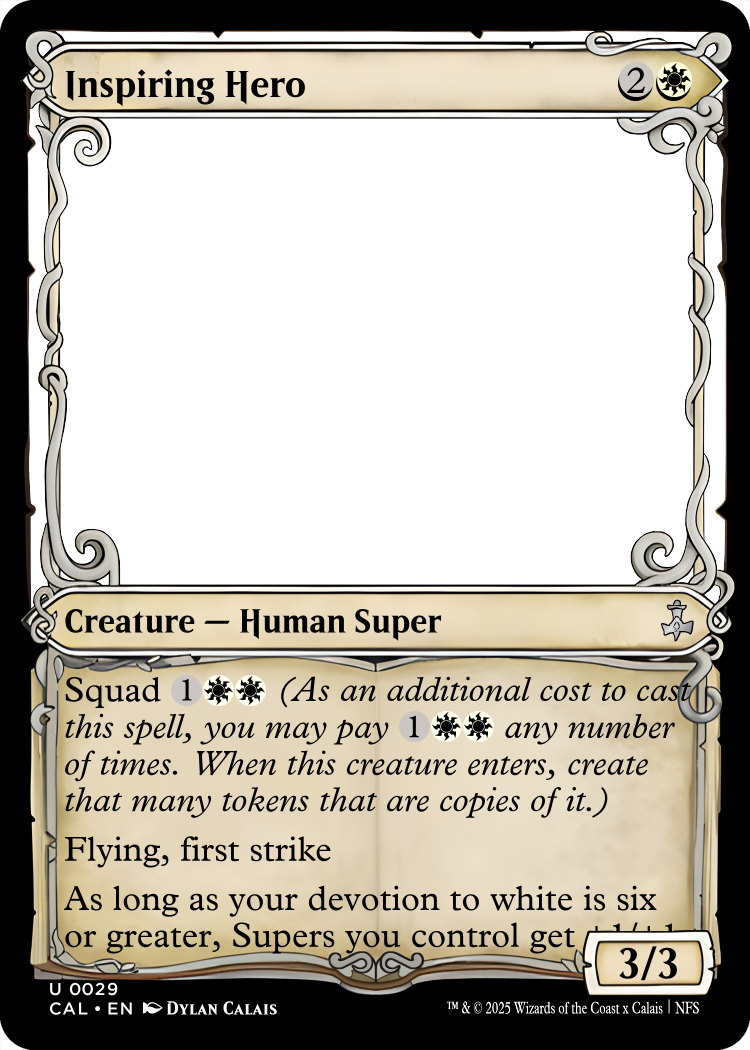 Inspiring Hero 2
Creature — Human Super
Squad 1 (As an additional cost to cast
this spell, you may pay 1 any number
of times. When this creature enters, create
that many tokens that are copies of it.)
Flying, first strike
As long as your devotion to white is six
or greater, Supers you control get +1/+1
3/3
U 0029
CAL • EN DYLAN CALAIS
™ & © 2025 Wizards of the Coast x Calais | NFS